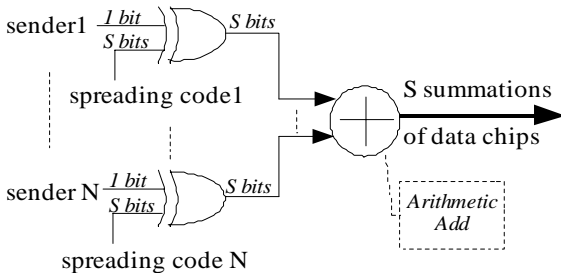 sender1
1 bit
S bits
S bits
spreading code1
S summations
of data chips
sender N
1 bit
S bits
S bits
spreading code N
Arithmetic
Add